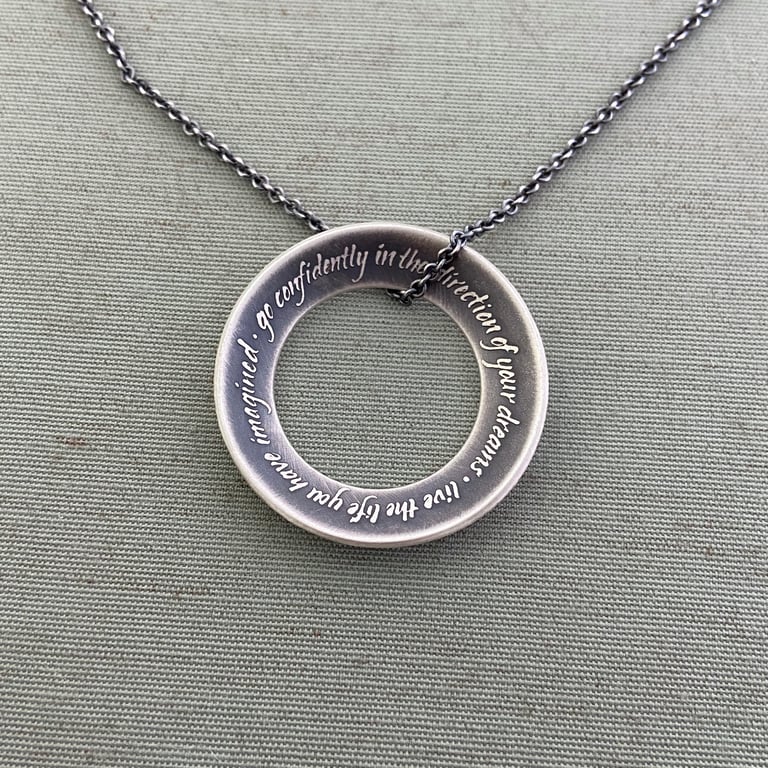 go confidently in the direction of your dreams • live the life you have imagined •